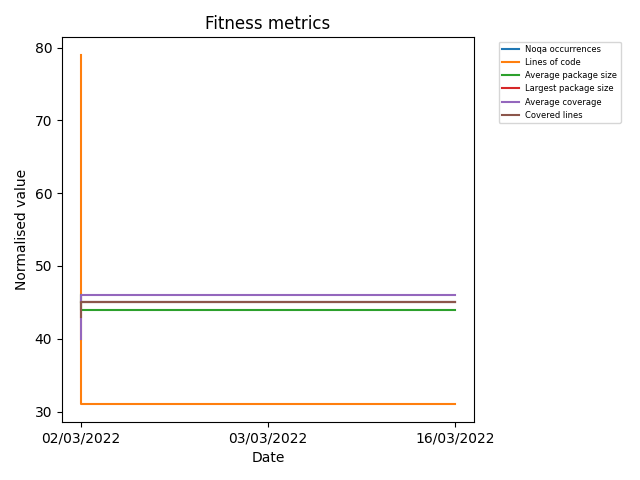 Fitness metrics
Noqa occurrences
Lines of code
Average package size
Largest package size
Average coverage
Covered lines
80
70
60
50
40
30
Normalised value
02/03/2022 03/03/2022 16/03/2022
Date